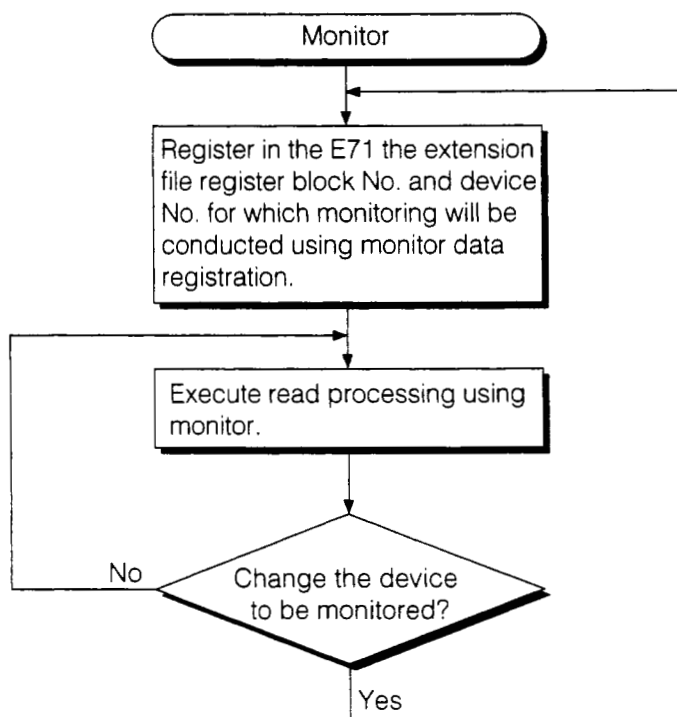 Monitor
Register in the E71 the extension
file register block No. and device
No. for which monitoring will be
conducted using monitor data
registration.
Execute read processing using
monitor.
No
Change the device
to be monitored?
Yes